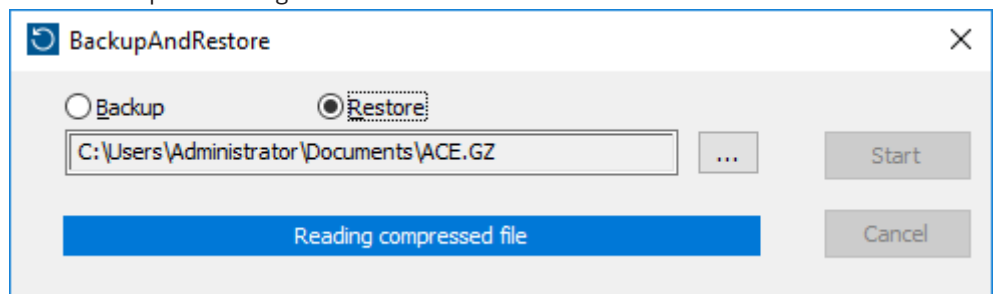 BackupAndRestore
Backup Restore
C:\Users\Administrator\Documents\ACE.GZ ... Start
Reading compressed file Cancel